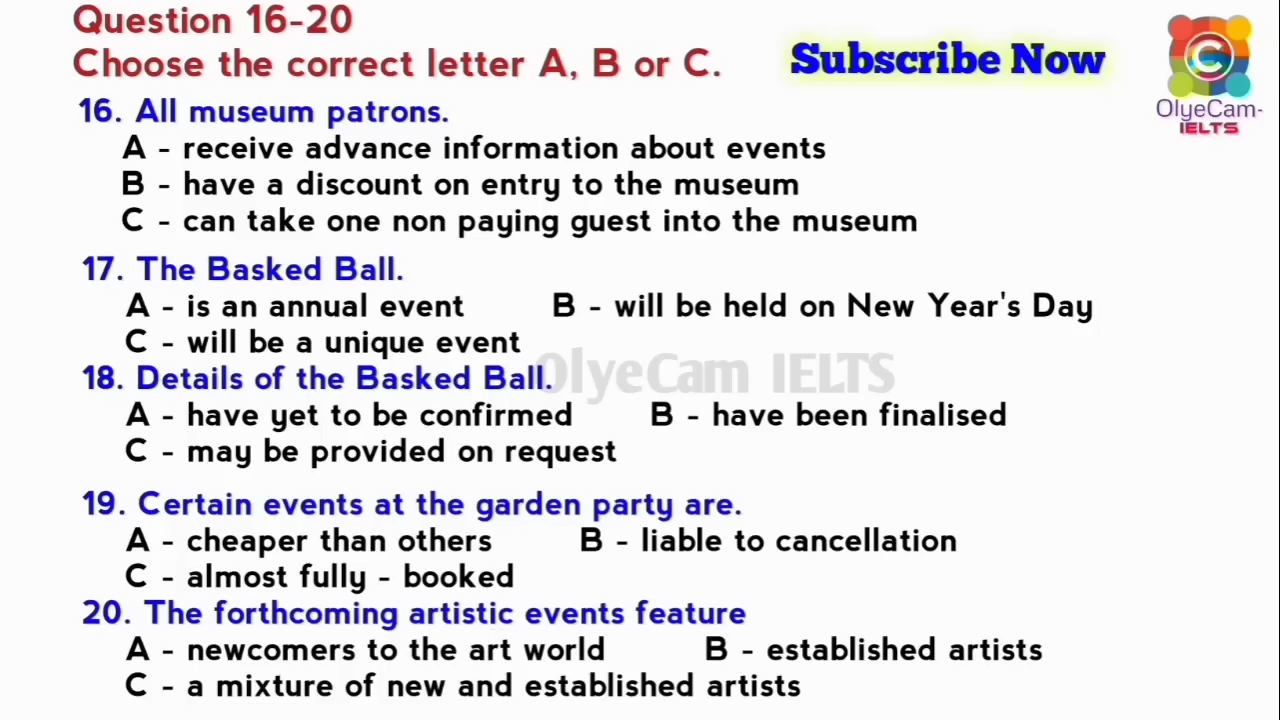 Question 16-20
Choose the correct letter A, B or C.
Subscribe Now
OlyeCam-
IELTS
16. All museum patrons.
A - receive advance information about events
B - have a discount on entry to the museum
C - can take one non paying guest into the museum
17. The Basked Ball.
A - is an annual event B - will be held on New Year's Day
C - will be a unique event
OlyeCam IELTS
18. Details of the Basked Ball.
A - have yet to be confirmed B - have been finalised
C - may be provided on request
19. Certain events at the garden party are.
A - cheaper than others B - liable to cancellation
C - almost fully - booked
20. The forthcoming artistic events feature
A - newcomers to the art world B - established artists
C - a mixture of new and established artists